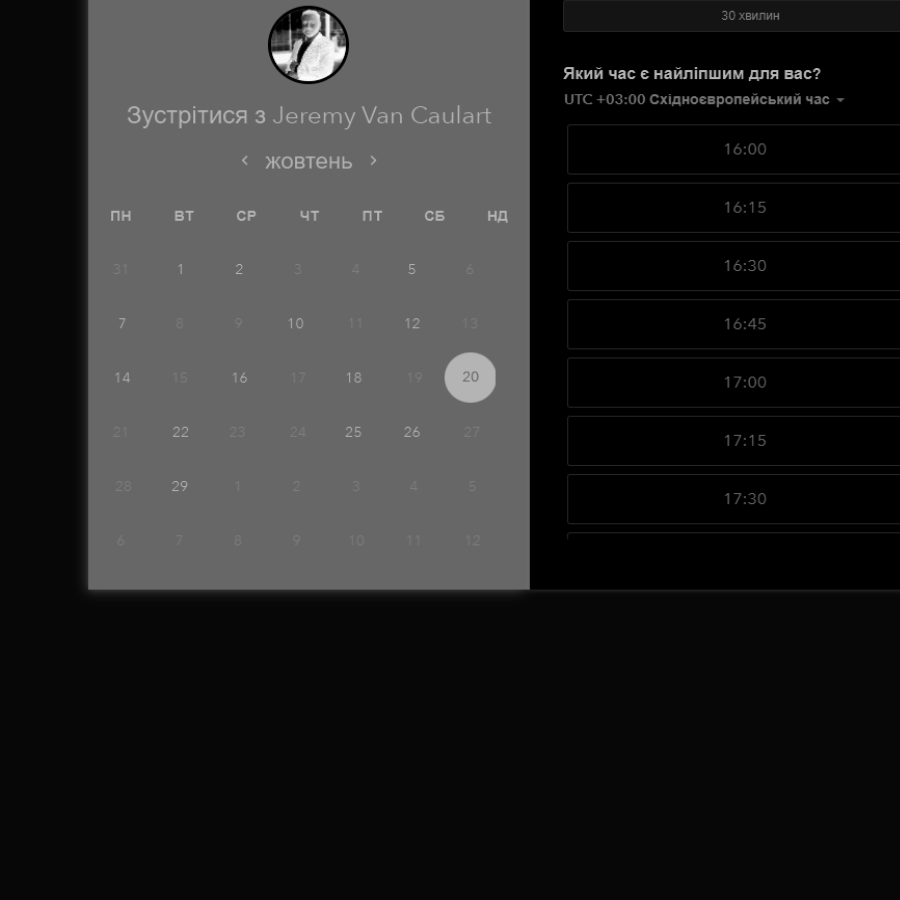 Зустрітися з Jeremy Van Caulart
жовтень
ПН ВТ СР ЧТ ПТ СБ НД
31 1 2 3 4 5 6
7 8 9 10 11 12 13
14 15 16 17 18 19 20
21 22 23 24 25 26 27
28 29 1 2 3 4 5
6 7 8 9 10 11 12
30 хвилин
Який час є найліпшим для вас?
UTC +03:00 Східноєвропейський час
16:00
16:15
16:30
16:45
17:00
17:15
17:30